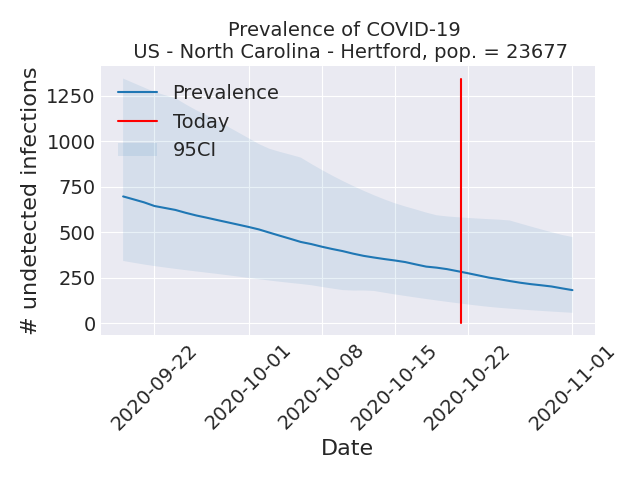 Prevalence of COVID-19
US - North Carolina - Hertford, pop. = 23677
# undetected infections
1250
1000
750
500
250
0
Prevalence
Today
95CI
2020-09-22
2020-10-01
2020-10-08
2020-10-15
2020-10-22
2020-11-01
Date